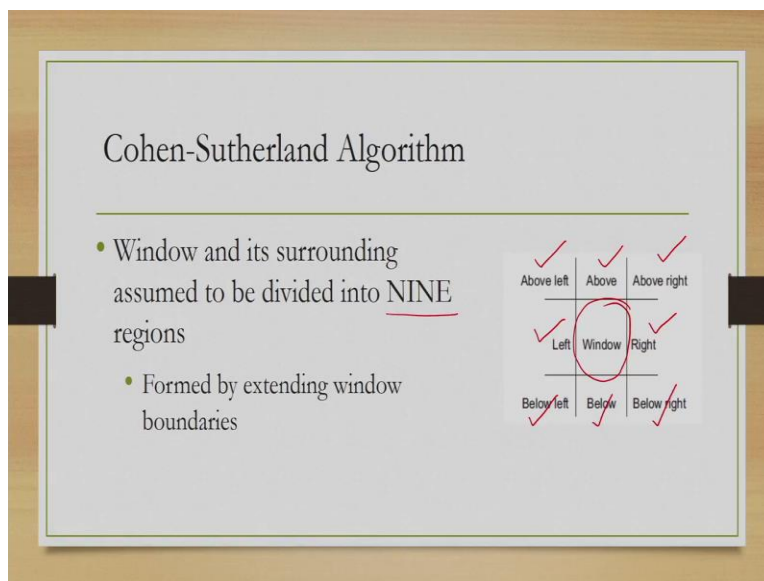 Cohen-Sutherland Algorithm
• Window and its surrounding
assumed to be divided into NINE
regions
• Formed by extending window
boundaries
Above left Above Above right
Left Window Right
Below left Below Below right